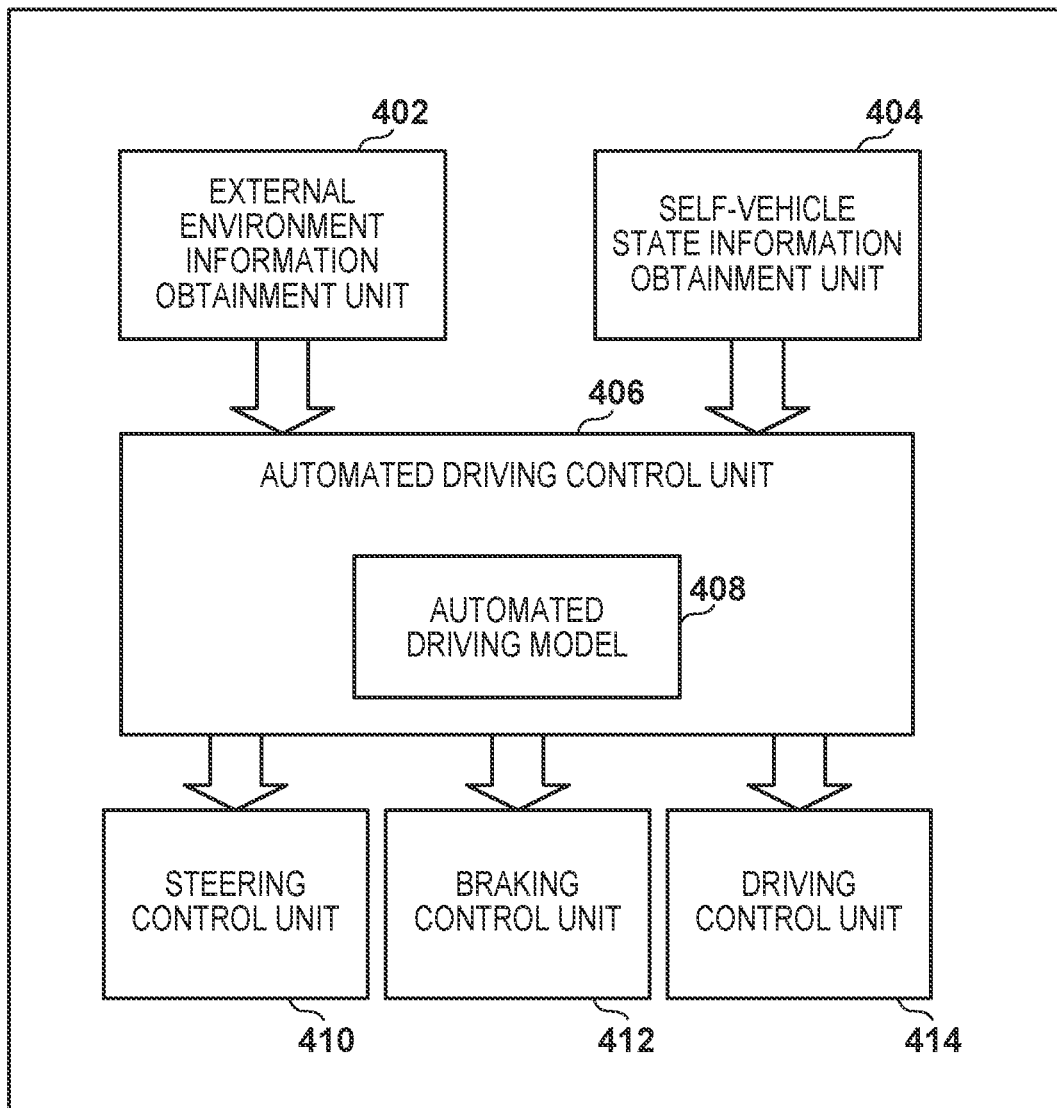 402
404
EXTERNAL
ENVIRONMENT
INFORMATION
OBTAINMENT UNIT
SELF-VEHICLE
STATE INFORMATION
OBTAINMENT UNIT
406
AUTOMATED DRIVING CONTROL UNIT
408
AUTOMATED
DRIVING MODEL
STEERING
CONTROL UNIT
BRAKING
CONTROL UNIT
DRIVING
CONTROL UNIT
410
412
414